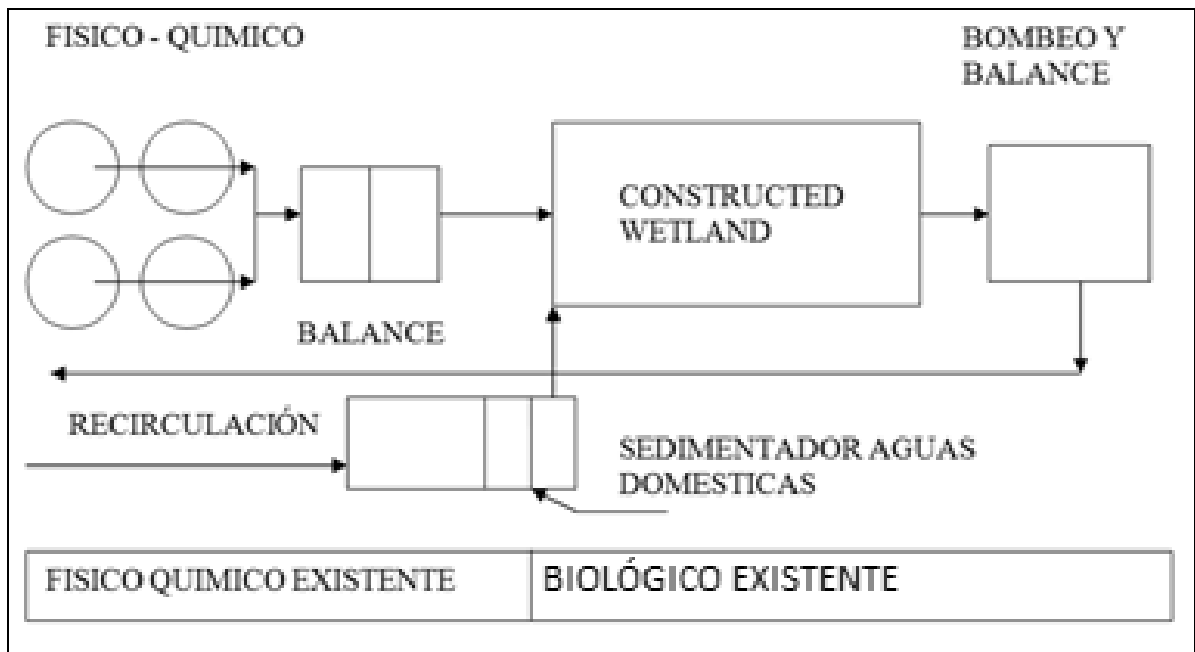 FISICO - QUIMICO
BOMBEO Y
BALANCE
CONSTRUCTED
WETLAND
BALANCE
RECIRCULACIÓN
SEDIMENTADOR AGUAS
DOMESTICAS
FISICO QUIMICO EXISTENTE
BIOLÓGICO EXISTENTE